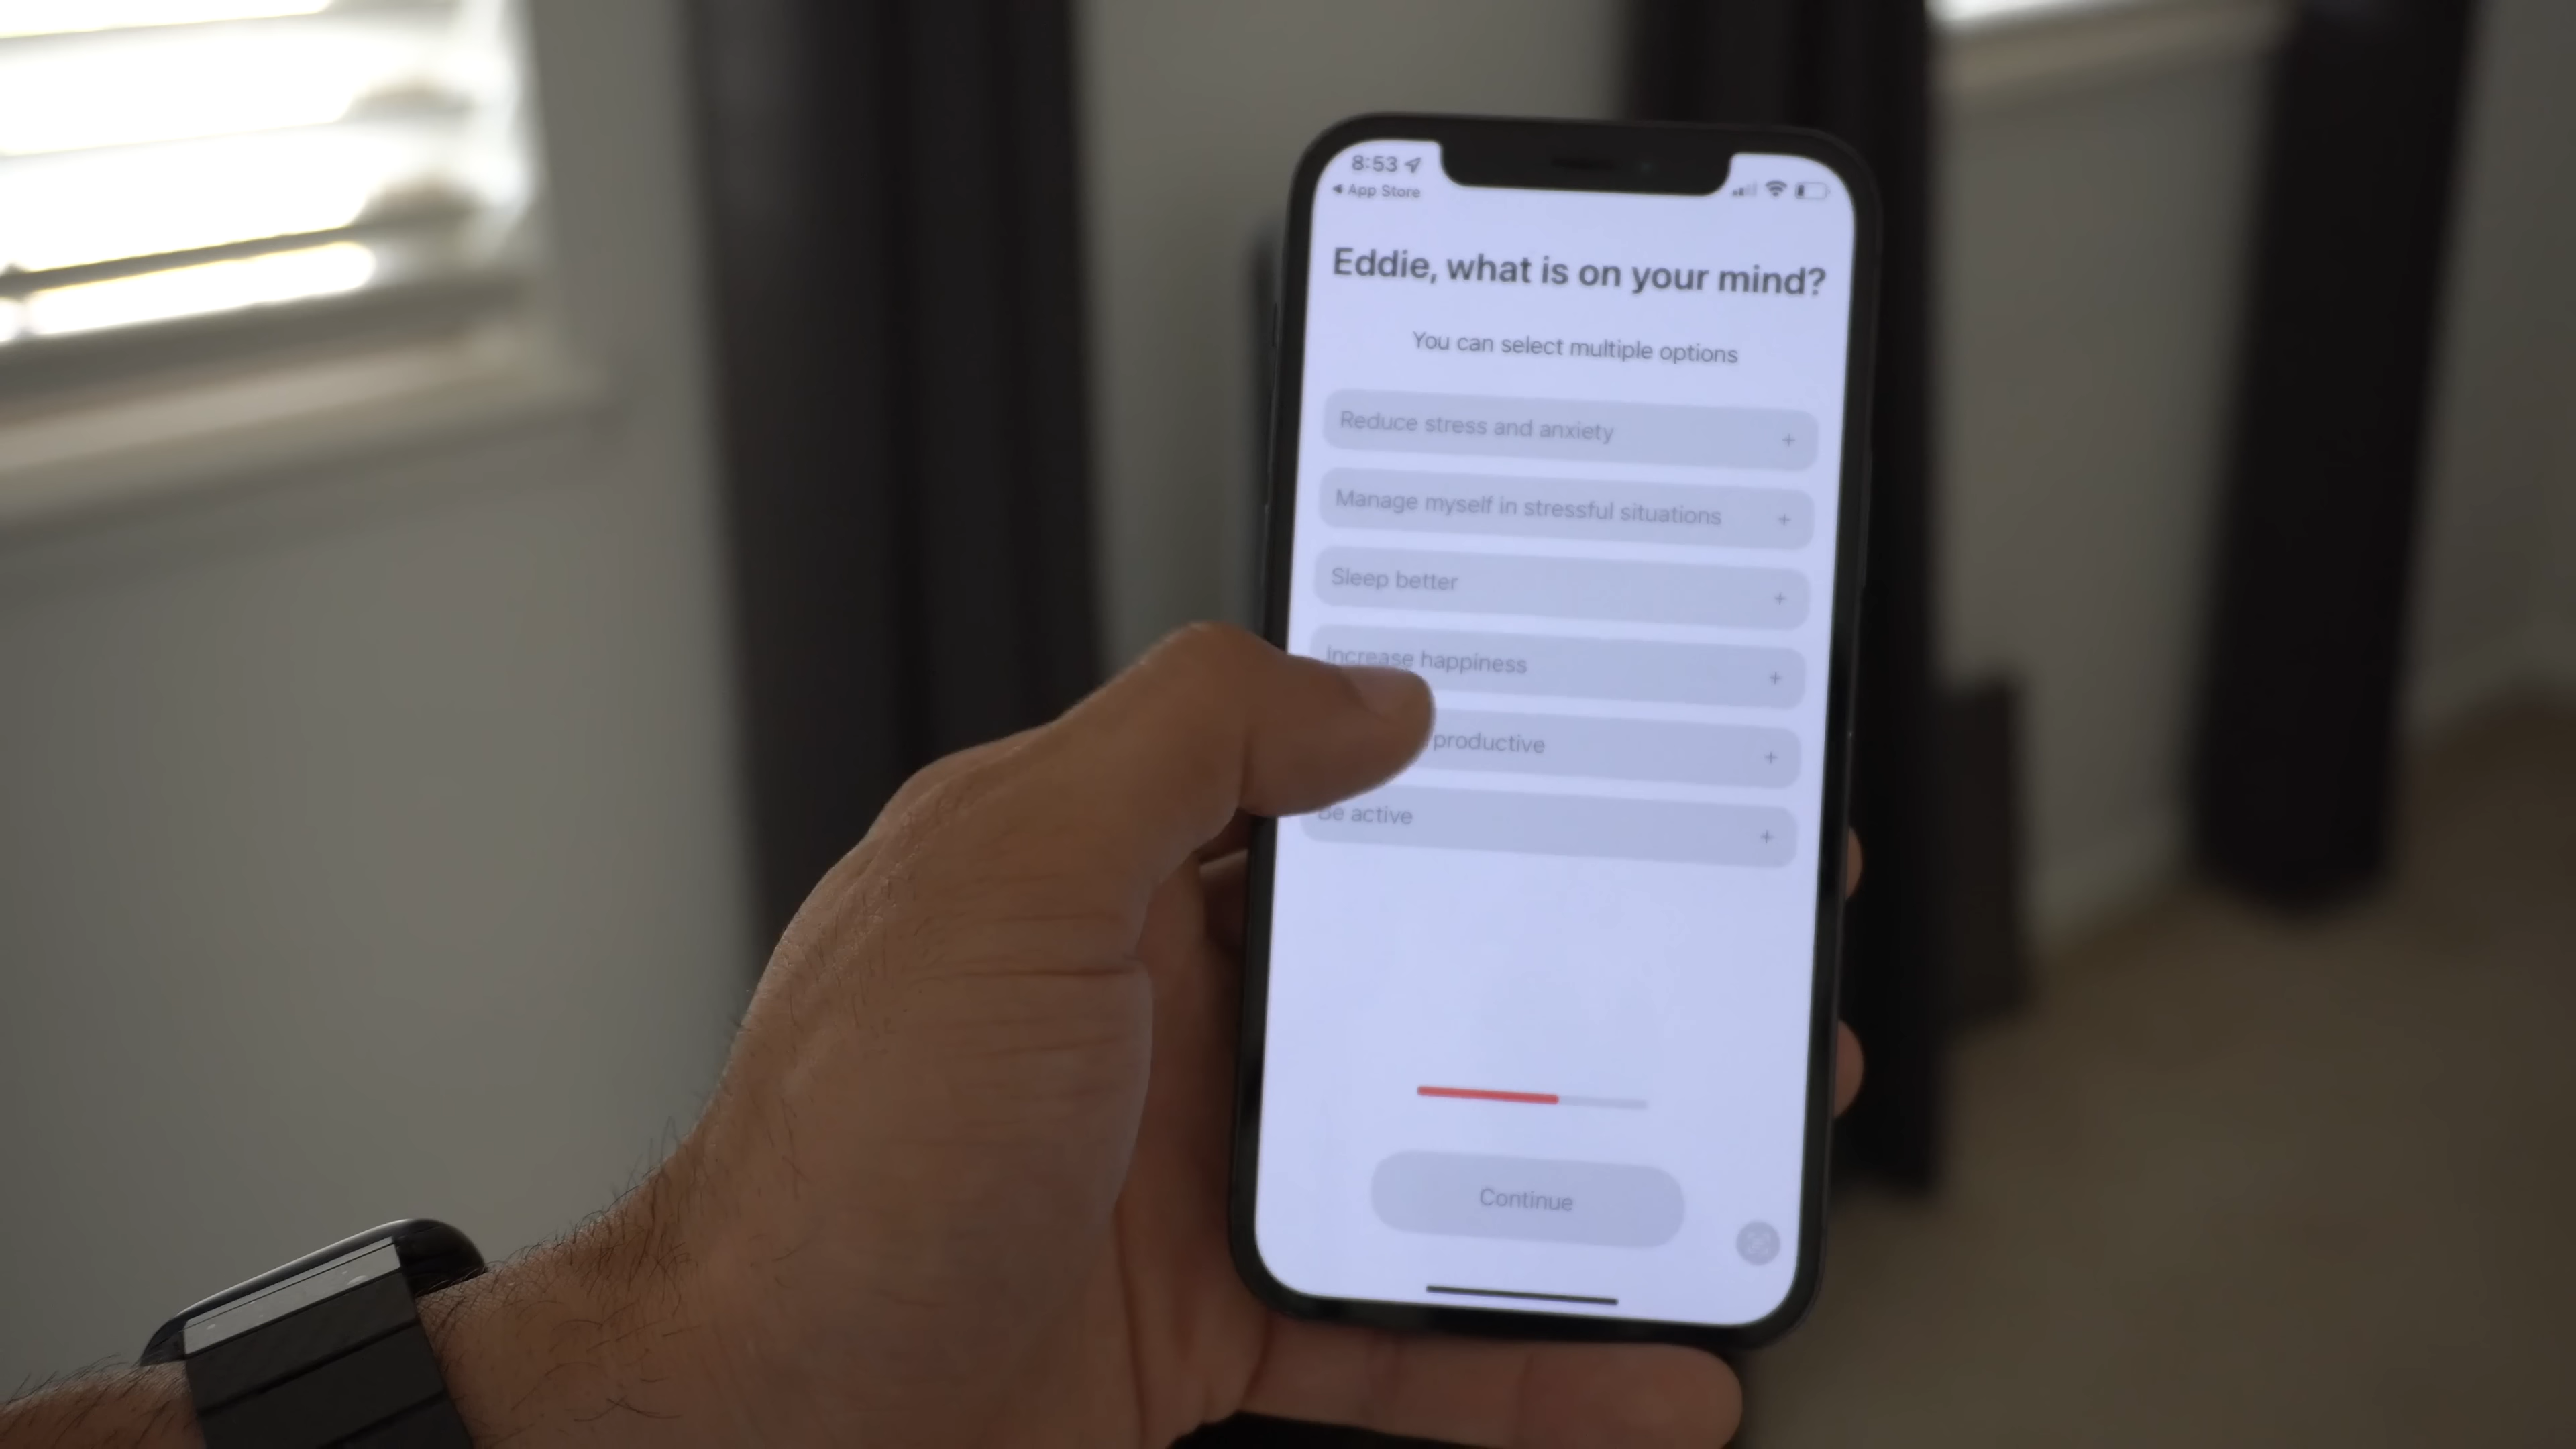 8:53
App Store
Eddie, what is on your mind?
You can select multiple options
Reduce stress and anxiety +
Manage myself in stressful situations +
Sleep better +
Increase happiness +
productive +
Be active +
Continue